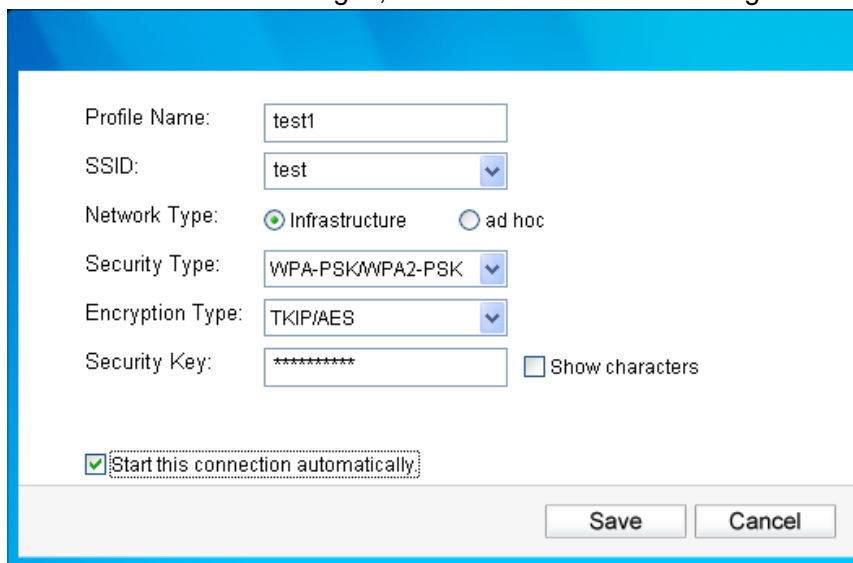 Profile Name: test1
SSID: test
Network Type: Infrastructure ad hoc
Security Type: WPA-PSK/WPA2-PSK
Encryption Type: TKIP/AES
Security Key: ********** Show characters
Start this connection automatically.
Save Cancel